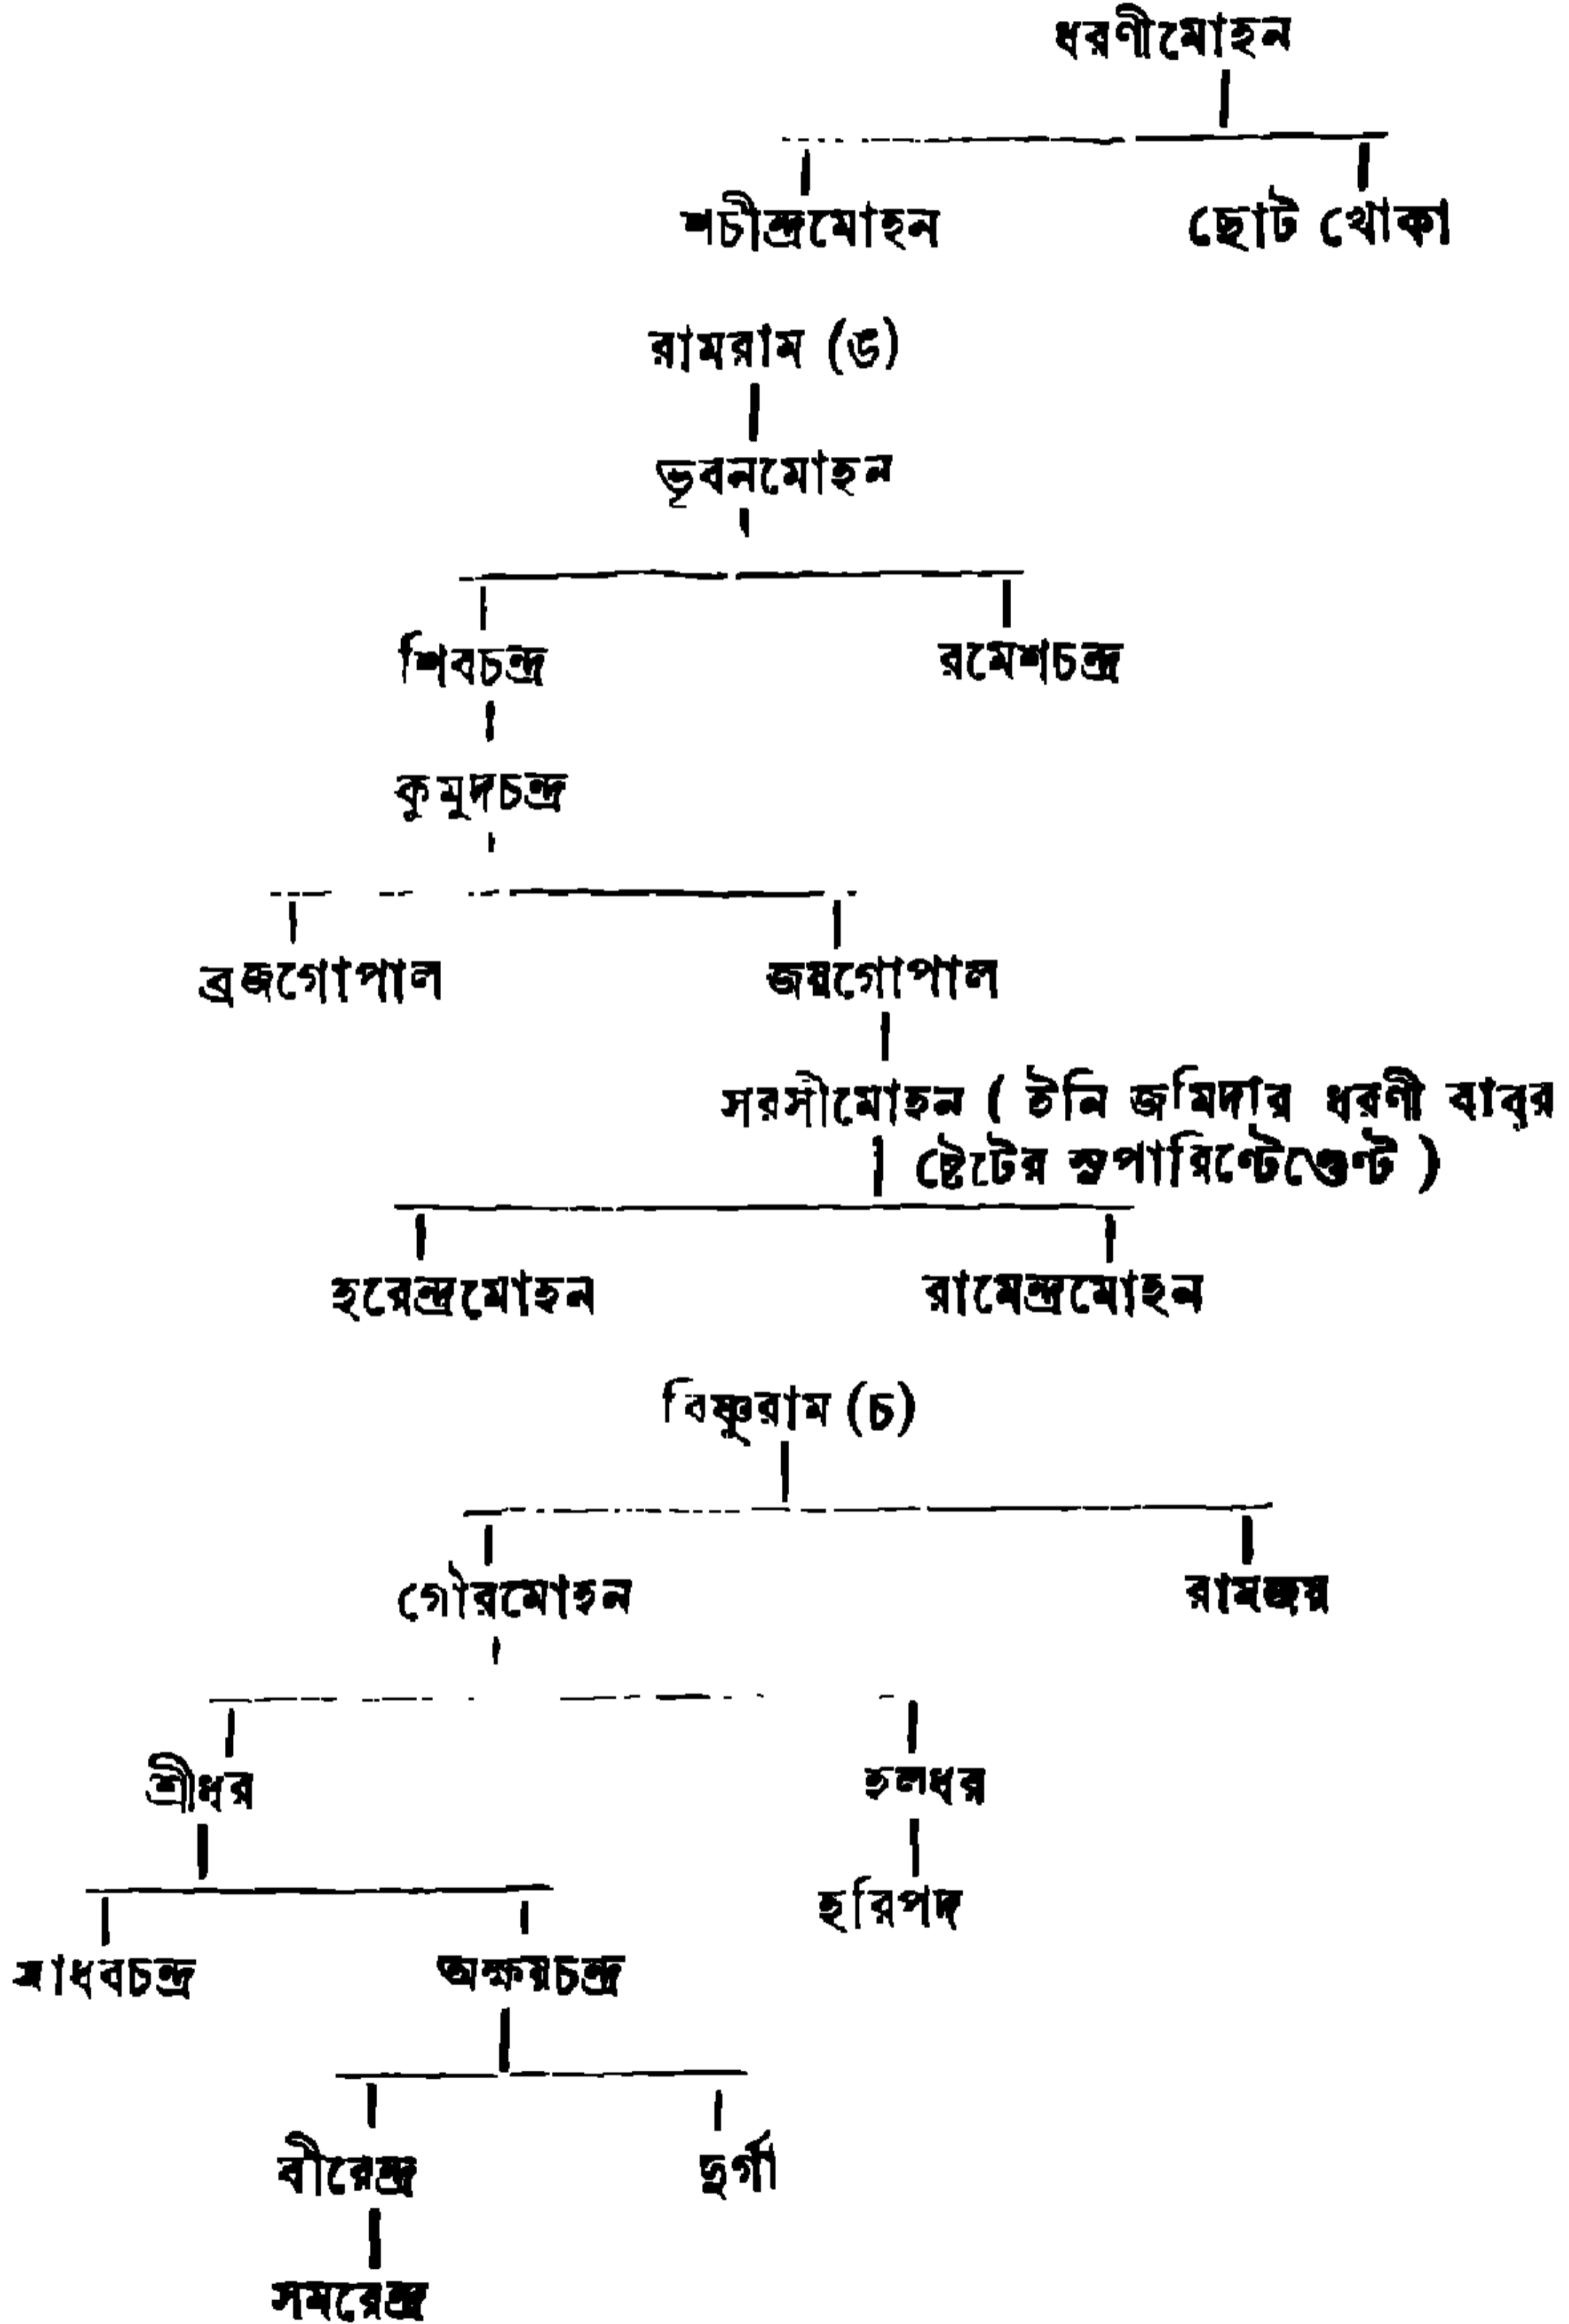 ধরণীমোহন
শচীন্দ্রমোহন ছোট খোকা
রামরাম (ঙ)
ভুবনমোহন
শিবচন্দ্র রমেশচন্দ্র
কুমুদচন্দ্র
ব্রজগোপাল জয়গোপাল
সরসীমোহন ( ইনি জমিদার ধরণী বাবুর
ষ্টেটের সুপারিন্টেণ্ডেন্ট )
হরেন্দ্রমোহন রামেন্দ্রমোহন
বিষ্ণুরাম (চ)
গৌরমোহন রামজয়
শ্রীধর হলধর
হরিপদ
মাধবচন্দ্র অক্ষয়চন্দ্র
বীরেন্দ্র দুর্গা
সমরেন্দ্র